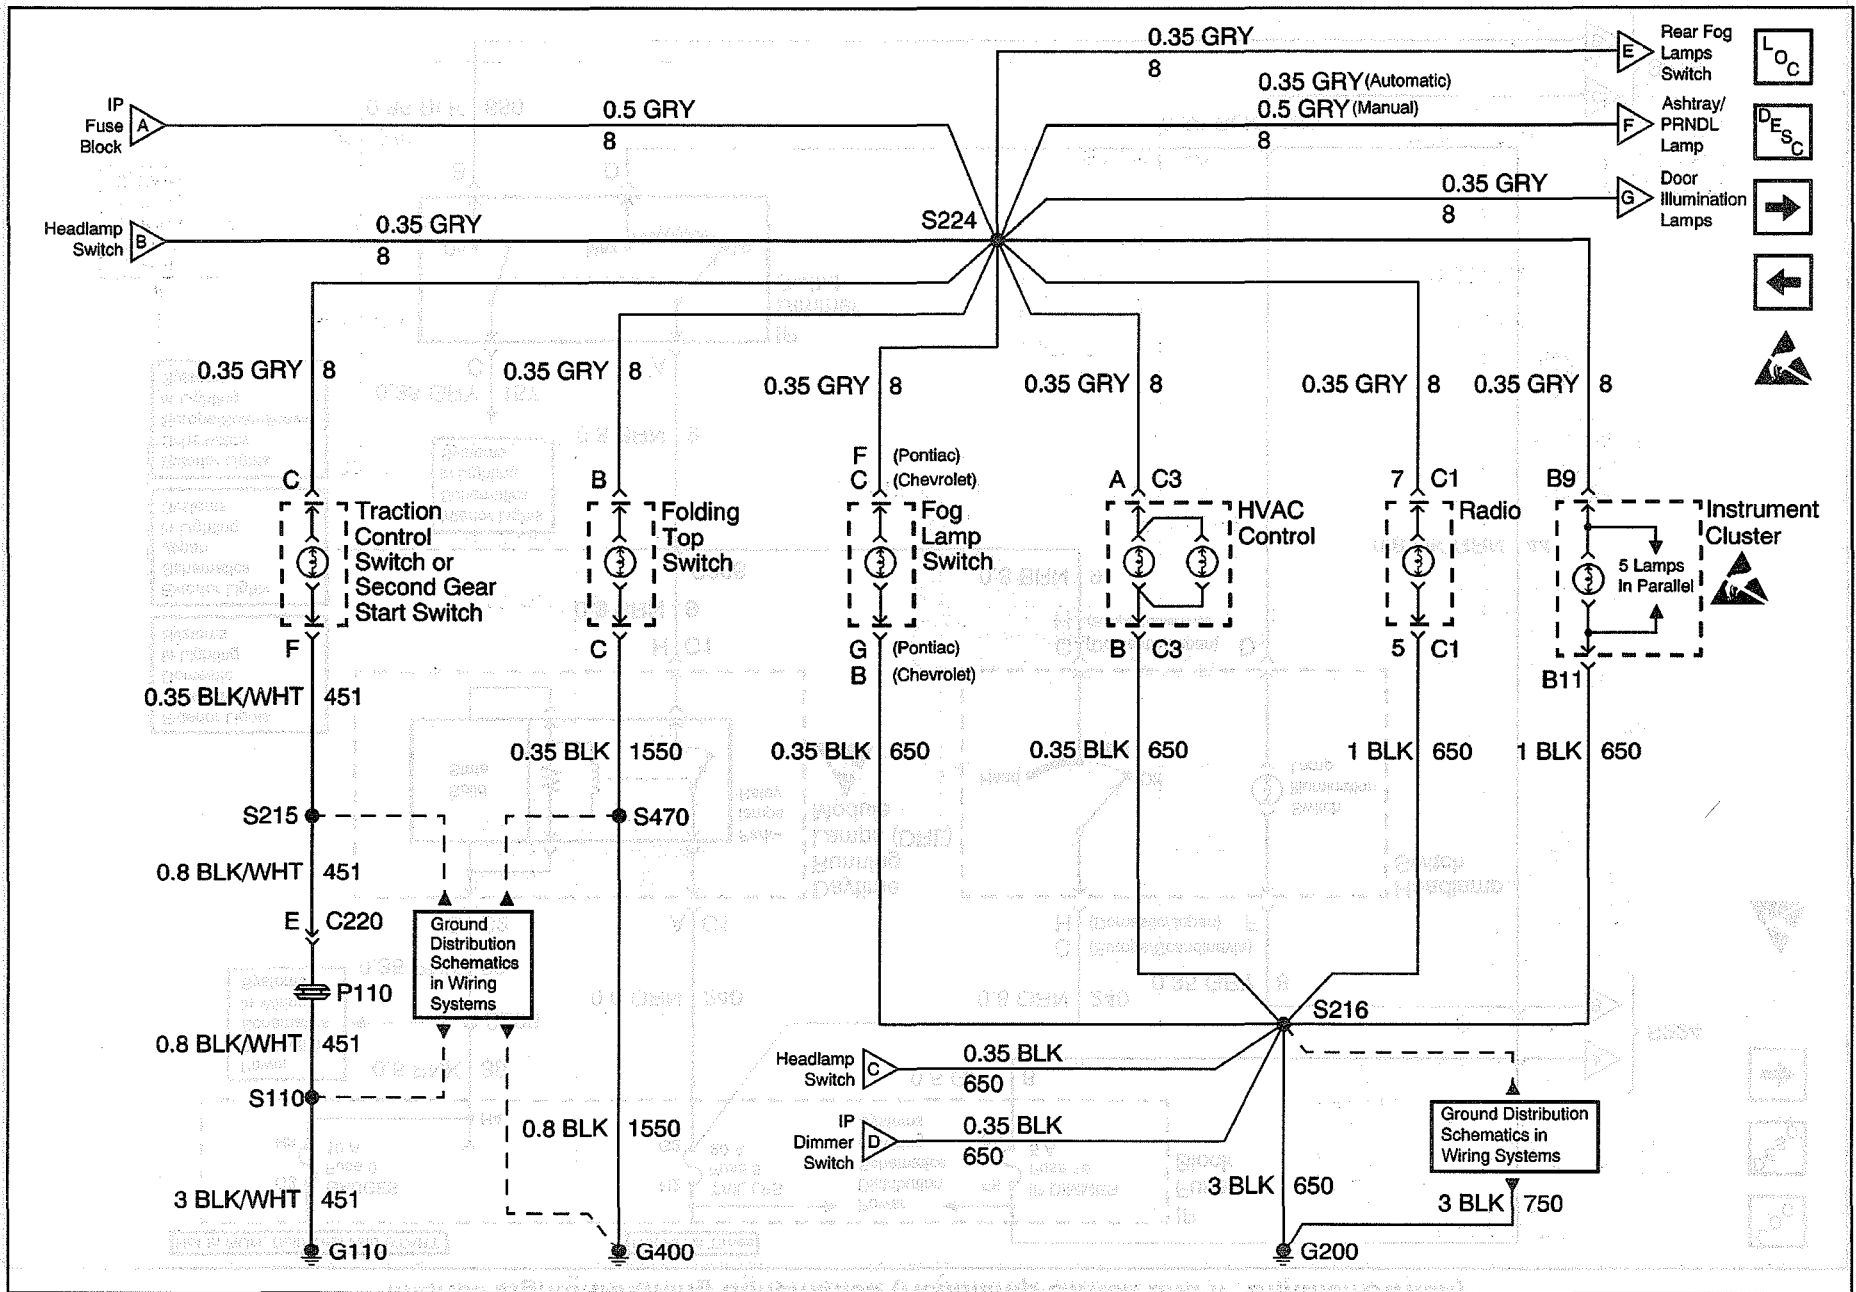 0.35 GRY
8
E
Rear Fog
Lamps
Switch
LOC
0.35 GRY (Automatic)
0.5 GRY (Manual)
8
F
Ashtray/
PRNDL
Lamp
DESC
IP
Fuse
Block
A
0.5 GRY
8
0.35 GRY
8
G
Door
Illumination
Lamps
Headlamp
Switch
B
0.35 GRY
8
S224
0.35 GRY 8
0.35 GRY 8
0.35 GRY 8
0.35 GRY 8
0.35 GRY 8
0.35 GRY 8
C
B
F (Pontiac)
C (Chevrolet)
A C3
7 C1
B9
Traction
Control
Switch or
Second Gear
Start Switch
Folding
Top
Switch
Fog
Lamp
Switch
HVAC
Control
Radio
5 Lamps
In Parallel
Instrument
Cluster
F
C
G (Pontiac)
B (Chevrolet)
B C3
5 C1
B11
0.35 BLK/WHT 451
0.35 BLK 1550
0.35 BLK 650
0.35 BLK 650
1 BLK 650
1 BLK 650
S215
S470
0.8 BLK/WHT 451
E C220
Ground
Distribution
Schematics
in Wiring
Systems
P110
0.8 BLK/WHT 451
S110
S216
Headlamp
Switch
C
0.35 BLK
650
IP
Dimmer
Switch
D
0.35 BLK
650
Ground Distribution
Schematics in
Wiring Systems
0.8 BLK 1550
3 BLK/WHT 451
3 BLK 650
3 BLK 750
G110
G400
G200